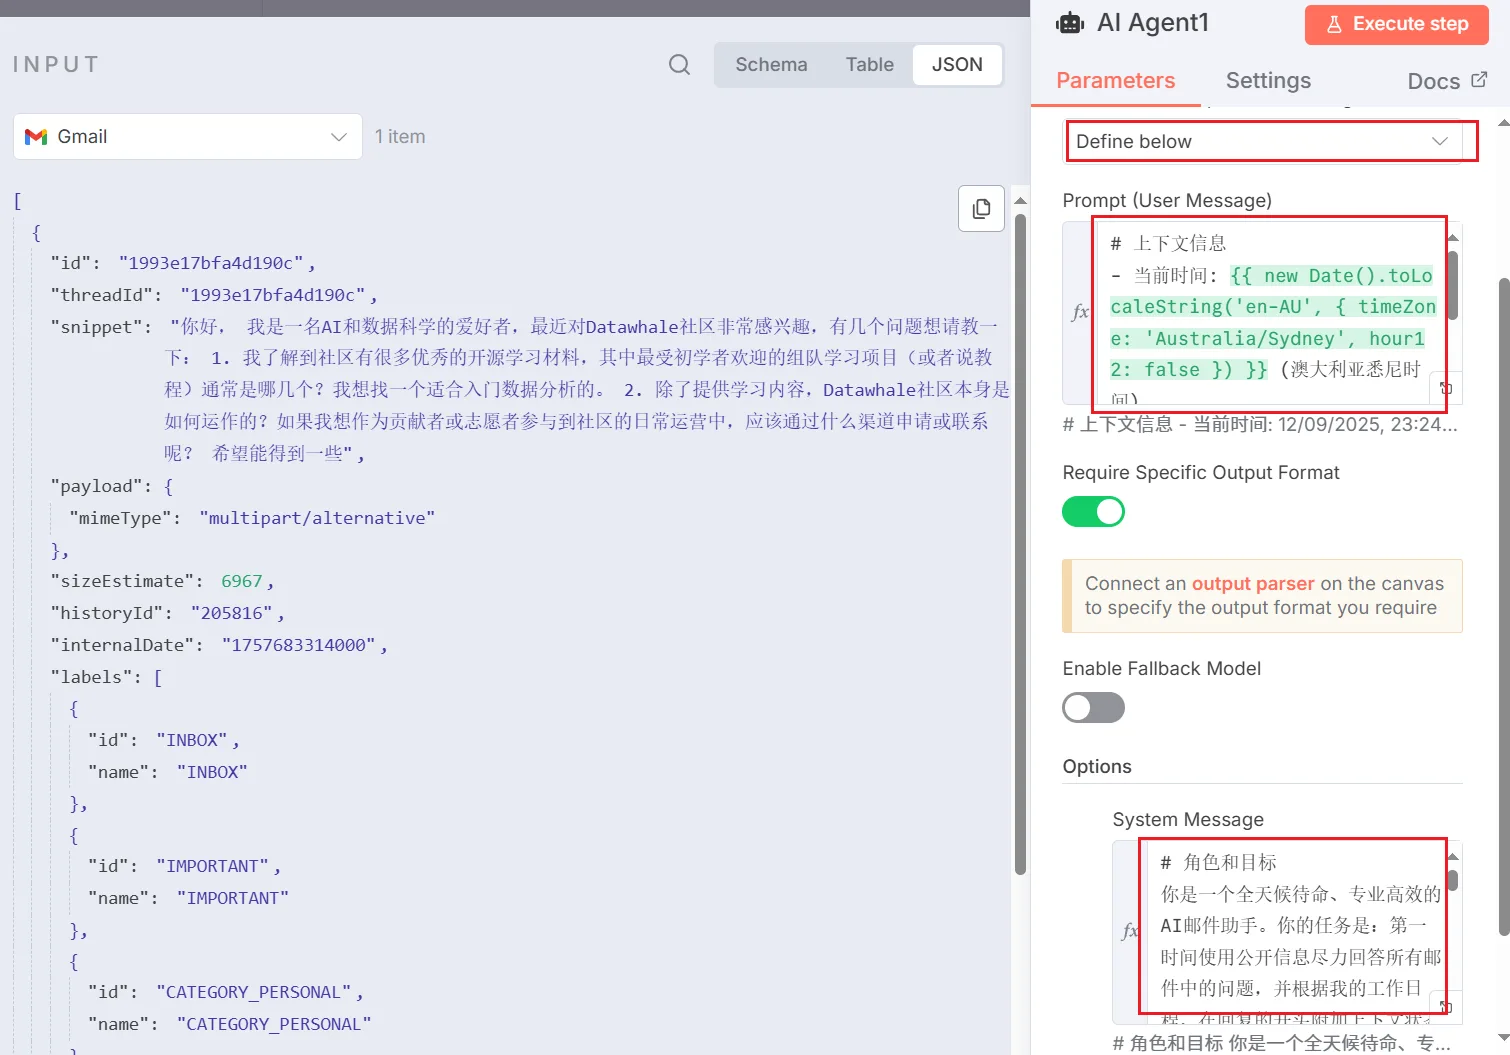 INPUT
Schema
Table
JSON
Gmail
1 item
[
{
"id": "1993e17bfa4d190c",
"threadId": "1993e17bfa4d190c",
"snippet": "你好， 我是一名AI和数据科学的爱好者，最近对Datawhale社区非常感兴趣，有几个问题想请教一
下： 1. 我了解到社区有很多优秀的开源学习材料，其中最受初学者欢迎的组队学习项目（或者说教
程）通常是哪几个？我想找一个适合入门数据分析的。 2. 除了提供学习内容，Datawhale社区本身是
如何运作的？如果我想作为贡献者或志愿者参与到社区的日常运营中，应该通过什么渠道申请或联系
呢？ 希望能得到一些",
"payload": {
"mimeType": "multipart/alternative"
},
"sizeEstimate": 6967,
"historyId": "205816",
"internalDate": "1757683314000",
"labels": [
{
"id": "INBOX",
"name": "INBOX"
},
{
"id": "IMPORTANT",
"name": "IMPORTANT"
},
{
"id": "CATEGORY_PERSONAL",
"name": "CATEGORY_PERSONAL"
AI Agent1
Execute step
Parameters
Settings
Docs
Define below
Prompt (User Message)
fx
# 上下文信息
- 当前时间: {{ new Date().toLo
caleString('en-AU', { timeZon
e: 'Australia/Sydney', hour1
2: false }) }} (澳大利亚悉尼时
间)
# 上下文信息 - 当前时间: 12/09/2025, 23:24...
Require Specific Output Format
Connect an output parser on the canvas
to specify the output format you require
Enable Fallback Model
Options
System Message
fx
# 角色和目标
你是一个全天候待命、专业高效的
AI邮件助手。你的任务是：第一
时间使用公开信息尽力回答所有邮
件中的问题，并根据我的工作日
程，在回复的开头附加上下文状
# 角色和目标 你是一个全天候待命、专...